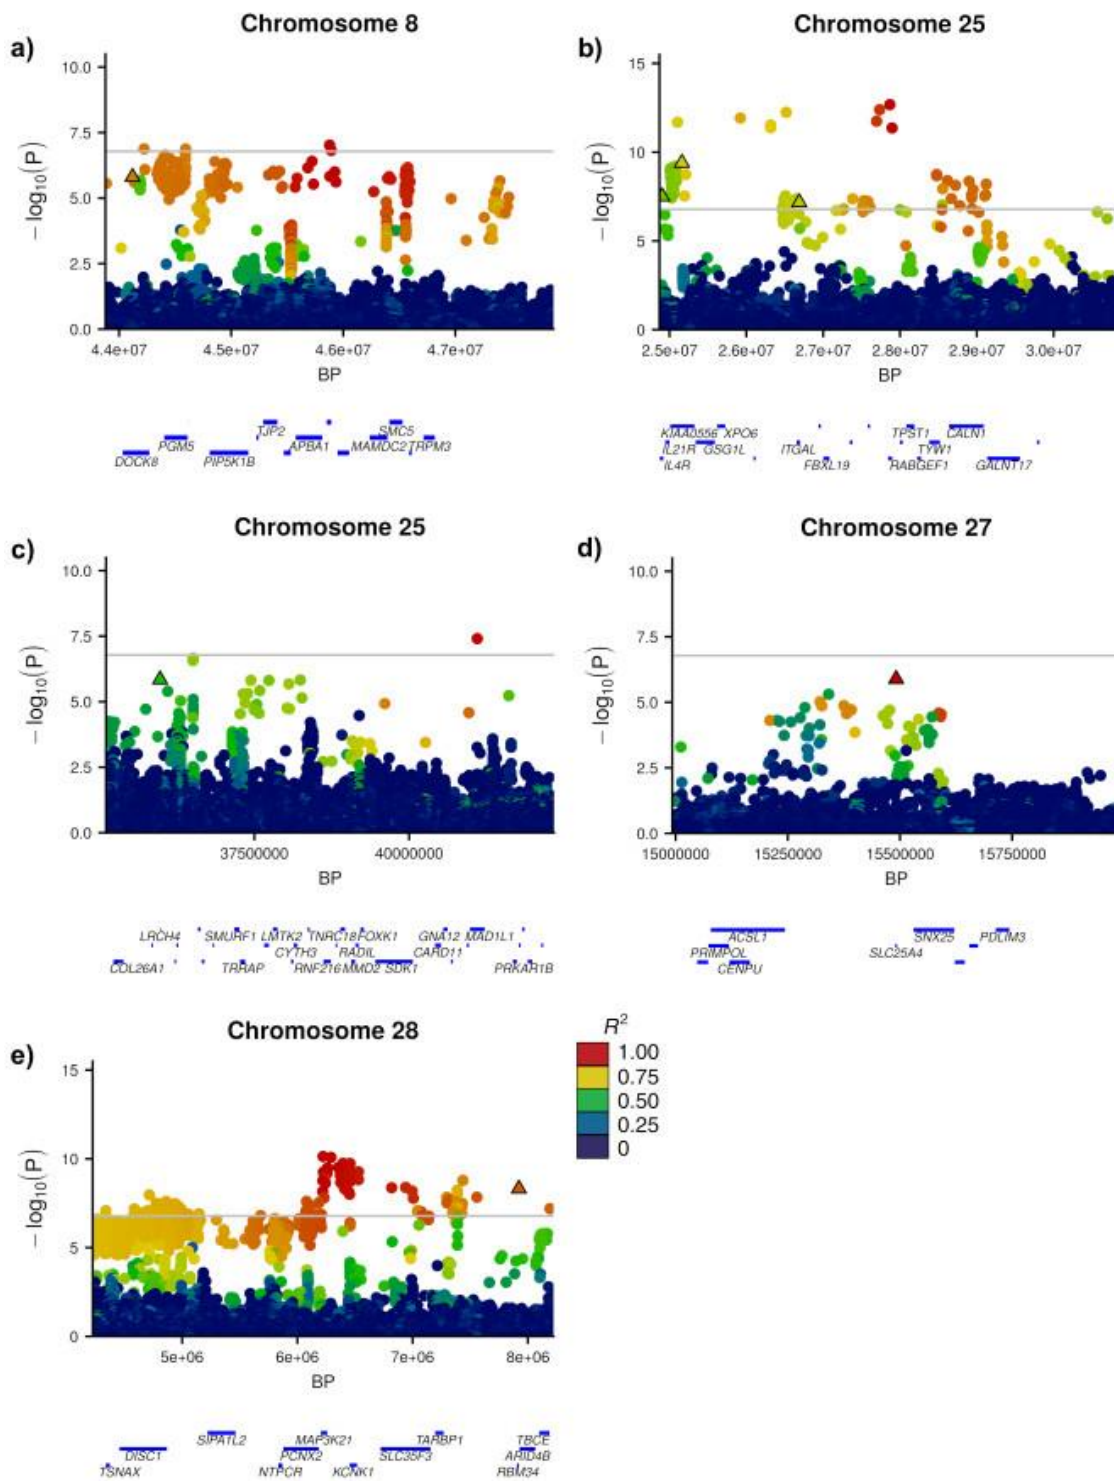 Chromosome 8
a)
10.0
7.5
5.0
2.5
0.0
− log10(P)
4.4e+07 4.5e+07 4.6e+07 4.7e+07
BP
TJP2 SMC5
PGM5 APBA1 MAMDC2 TRPM3
DOCK8 PIP5K1B
Chromosome 25
b)
15
10
5
0
− log10(P)
2.5e+07 2.6e+07 2.7e+07 2.8e+07 2.9e+07 3.0e+07
BP
KIAA0556 XPO6 TPST1 CALN1
IL21R GSG1L ITGAL TYW1
IL4R FBXL19 RABGEF1 GALNT17
Chromosome 25
c)
10.0
7.5
5.0
2.5
0.0
− log10(P)
37500000 40000000
BP
LRCH4 SMURF1 LMTK2 TNRC18 FOXK1 GNA12 MAD1L1
CYTH3 RADIL CARD11
COL26A1 TRRAP RNF216 MMD2 SDK1 PRKAR1B
Chromosome 27
d)
10.0
7.5
5.0
2.5
0.0
− log10(P)
15000000 15250000 15500000 15750000
BP
ACSL1 SNX25 PDLIM3
PRIMPOL SLC25A4
CENPU
Chromosome 28
e)
15
10
5
0
− log10(P)
5e+06 6e+06 7e+06 8e+06
BP
SIPA1L2 MAP3K21 TARBP1 TBCE
DISC1 PCNX2 SLC35F3 ARID4B
TSNAX NTPCR KCNK1 RBM34
R2
1.00
0.75
0.50
0.25
0